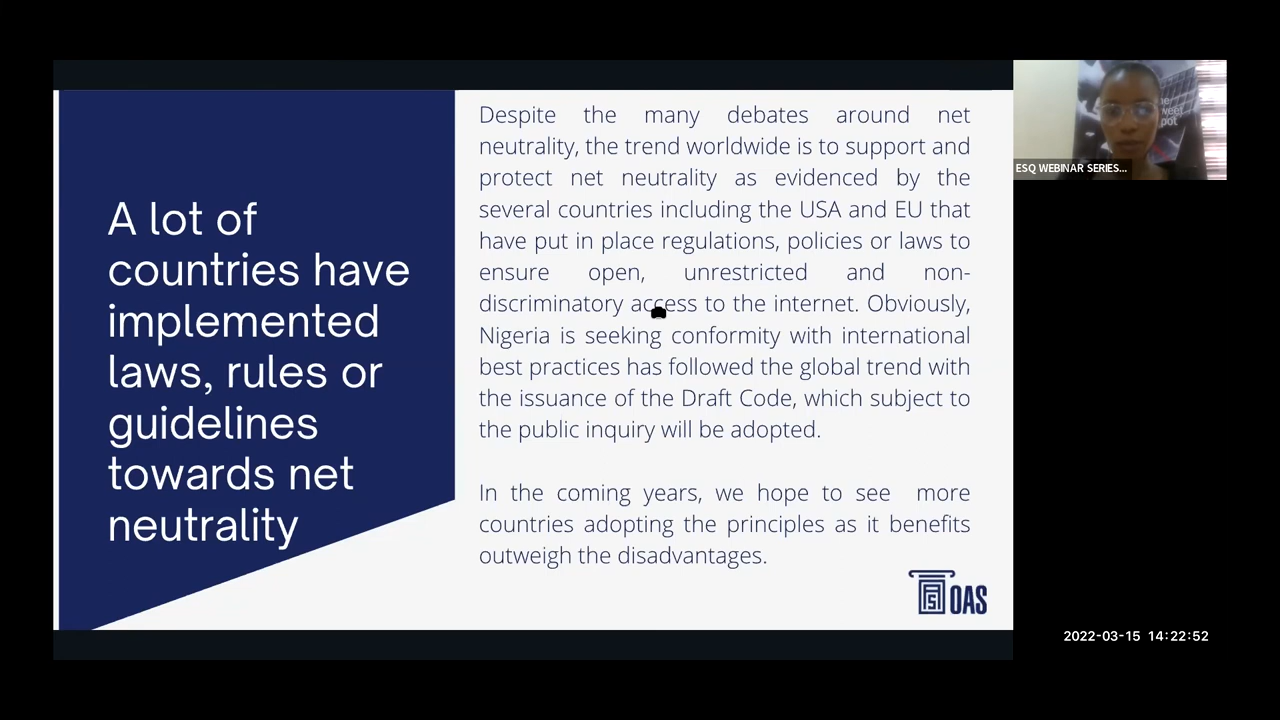 A lot of
countries have
implemented
laws, rules or
guidelines
towards net
neutrality
Despite the many debates around net
neutrality, the trend worldwide is to support and
protect net neutrality as evidenced by the
several countries including the USA and EU that
have put in place regulations, policies or laws to
ensure open, unrestricted and non-
discriminatory access to the internet. Obviously,
Nigeria is seeking conformity with international
best practices has followed the global trend with
the issuance of the Draft Code, which subject to
the public inquiry will be adopted.
In the coming years, we hope to see more
countries adopting the principles as it benefits
outweigh the disadvantages.
OAS
ESQ WEBINAR SERIES...
2022-03-15 14:22:52